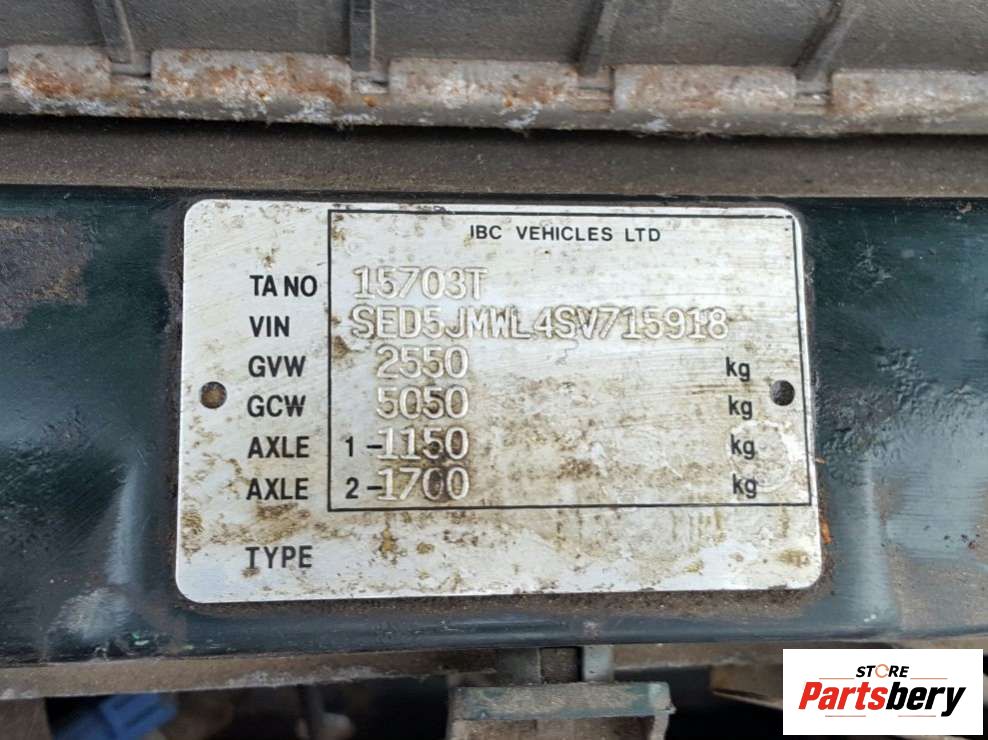 IBC VEHICLES LTD
TA NO 15703T
VIN SED5JMWL4SV715918
GVW 2550 kg
GCW 5050 kg
AXLE 1-1150 kg
AXLE 2-1700 kg
TYPE
STORE
Partsbery